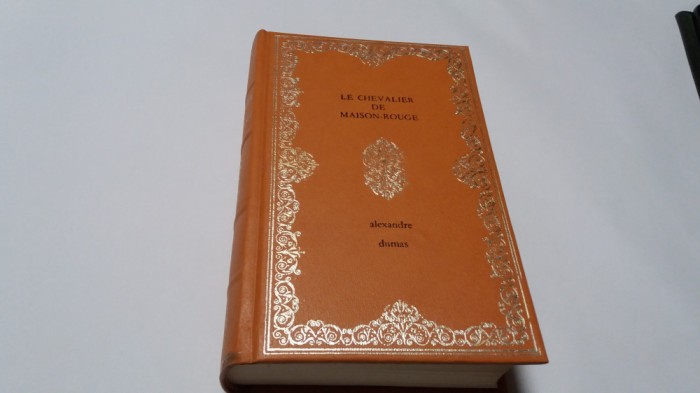 LE CHEVALIER
DE
MAISON-ROUGE
alexandre
dumas